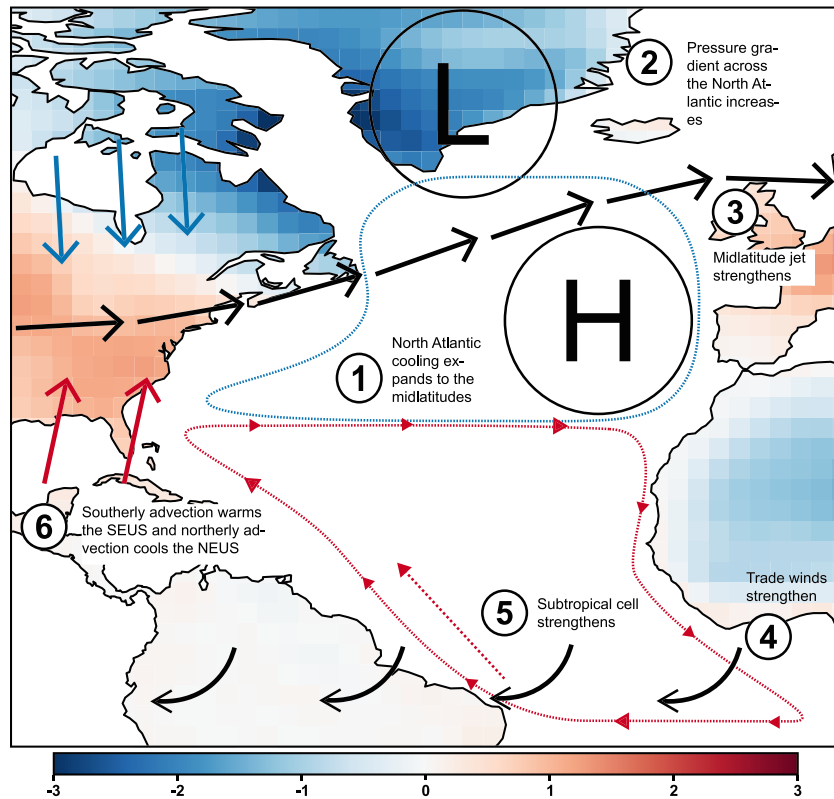 L
2
Pressure gra-
dient across
the North At-
lantic increas-
es
3
Midlatitude jet
strengthens
H
1
North Atlantic
cooling ex-
pands to the
midlatitudes
6
Southerly advection warms
the SEUS and northerly ad-
vection cools the NEUS
5
Subtropical cell
strengthens
Trade winds
strengthen
4
-3 -2 -1 0 1 2 3